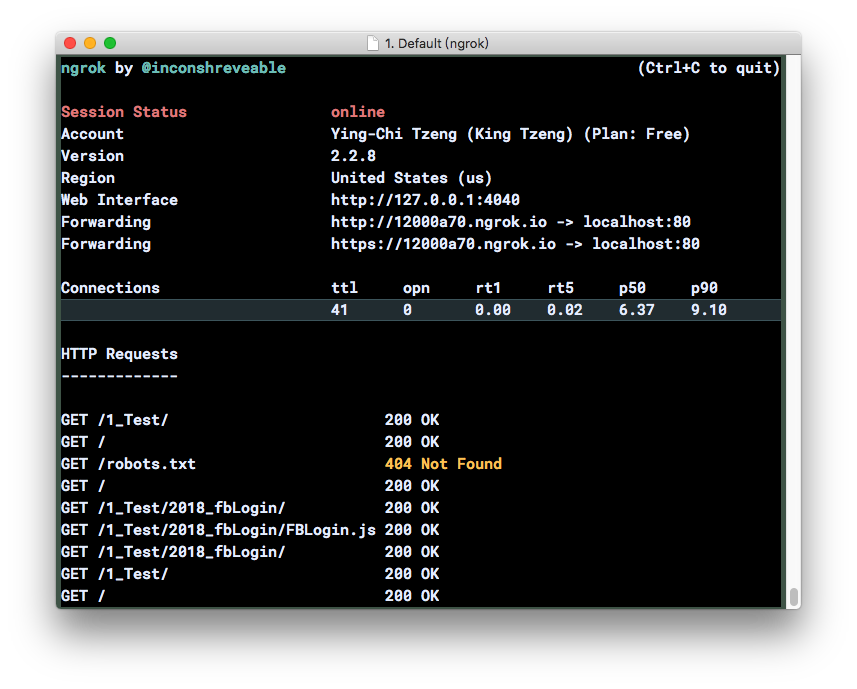 1. Default (ngrok)
ngrok by @inconshreveable (Ctrl+C to quit)
Session Status online
Account Ying-Chi Tzeng (King Tzeng) (Plan: Free)
Version 2.2.8
Region United States (us)
Web Interface http://127.0.0.1:4040
Forwarding http://12000a70.ngrok.io -> localhost:80
Forwarding https://12000a70.ngrok.io -> localhost:80
Connections ttl opn rt1 rt5 p50 p90
41 0 0.00 0.02 6.37 9.10
HTTP Requests
-------------
GET /1_Test/ 200 OK
GET / 200 OK
GET /robots.txt 404 Not Found
GET / 200 OK
GET /1_Test/2018_fbLogin/ 200 OK
GET /1_Test/2018_fbLogin/FBLogin.js 200 OK
GET /1_Test/2018_fbLogin/ 200 OK
GET /1_Test/ 200 OK
GET / 200 OK